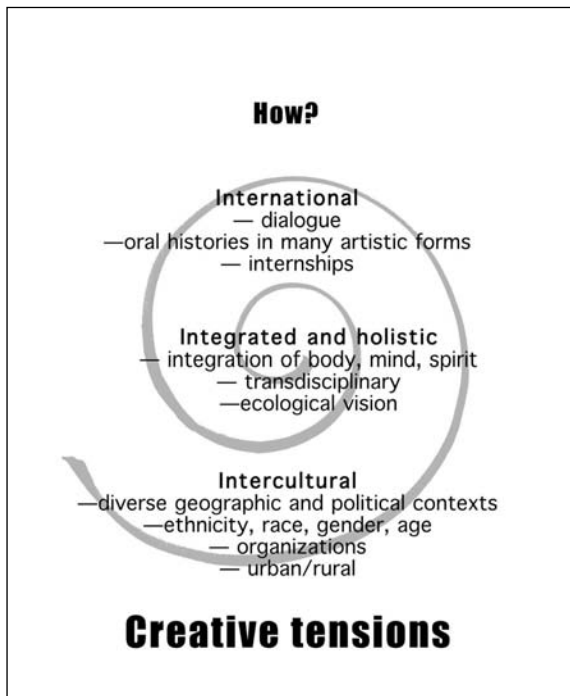 How?
International
— dialogue
—oral histories in many artistic forms
— internships
Integrated and holistic
— integration of body, mind, spirit
— transdisciplinary
—ecological vision
Intercultural
—diverse geographic and political contexts
—ethnicity, race, gender, age
— organizations
— urban/rural
Creative tensions